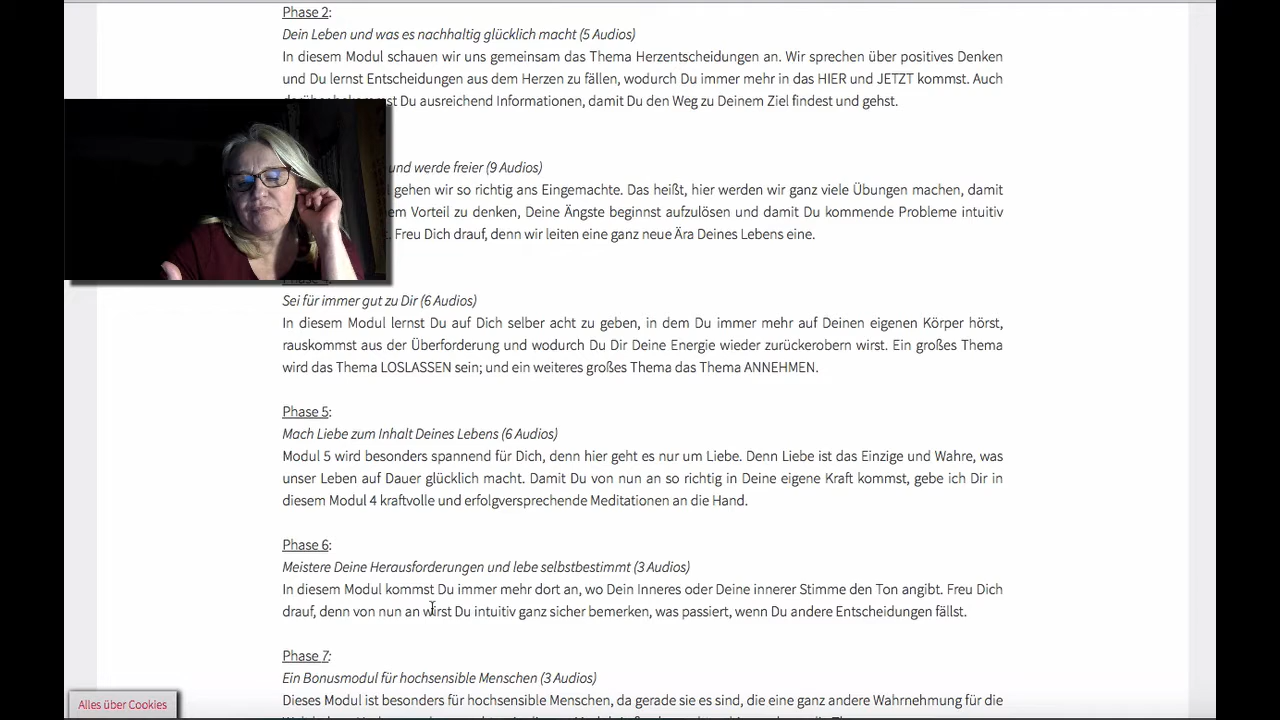 Phase 2:
Dein Leben und was es nachhaltig glücklich macht (5 Audios)
In diesem Modul schauen wir uns gemeinsam das Thema Herzentscheidungen an. Wir sprechen über positives Denken
und Du lernst Entscheidungen aus dem Herzen zu fällen, wodurch Du immer mehr in das HIER und JETZT kommst. Auch
Du ausreichend Informationen, damit Du den Weg zu Deinem Ziel findest und gehst.
und werde freier (9 Audios)
gehen wir so richtig ans Eingemachte. Das heißt, hier werden wir ganz viele Übungen machen, damit
Vorteil zu denken, Deine Ängste beginnst aufzulösen und damit Du kommende Probleme intuitiv
Freu Dich drauf, denn wir leiten eine ganz neue Ära Deines Lebens eine.
Sei für immer gut zu Dir (6 Audios)
In diesem Modul lernst Du auf Dich selber acht zu geben, in dem Du immer mehr auf Deinen eigenen Körper hörst,
rauskommst aus der Überforderung und wodurch Du Dir Deine Energie wieder zurückerobern wirst. Ein großes Thema
wird das Thema LOSLASSEN sein; und ein weiteres großes Thema das Thema ANNEHMEN.
Phase 5:
Mach Liebe zum Inhalt Deines Lebens (6 Audios)
Modul 5 wird besonders spannend für Dich, denn hier geht es nur um Liebe. Denn Liebe ist das Einzige und Wahre, was
unser Leben auf Dauer glücklich macht. Damit Du von nun an so richtig in Deine eigene Kraft kommst, gebe ich Dir in
diesem Modul 4 kraftvolle und erfolgversprechende Meditationen an die Hand.
Phase 6:
Meistere Deine Herausforderungen und lebe selbstbestimmt (3 Audios)
In diesem Modul kommst Du immer mehr dort an, wo Dein Inneres oder Deine innerer Stimme den Ton angibt. Freu Dich
drauf, denn von nun an wirst Du intuitiv ganz sicher bemerken, was passiert, wenn Du andere Entscheidungen fällst.
Phase 7:
Ein Bonusmodul für hochsensible Menschen (3 Audios)
Dieses Modul ist besonders für hochsensible Menschen, da gerade sie es sind, die eine ganz andere Wahrnehmung für die
Alles über Cookies